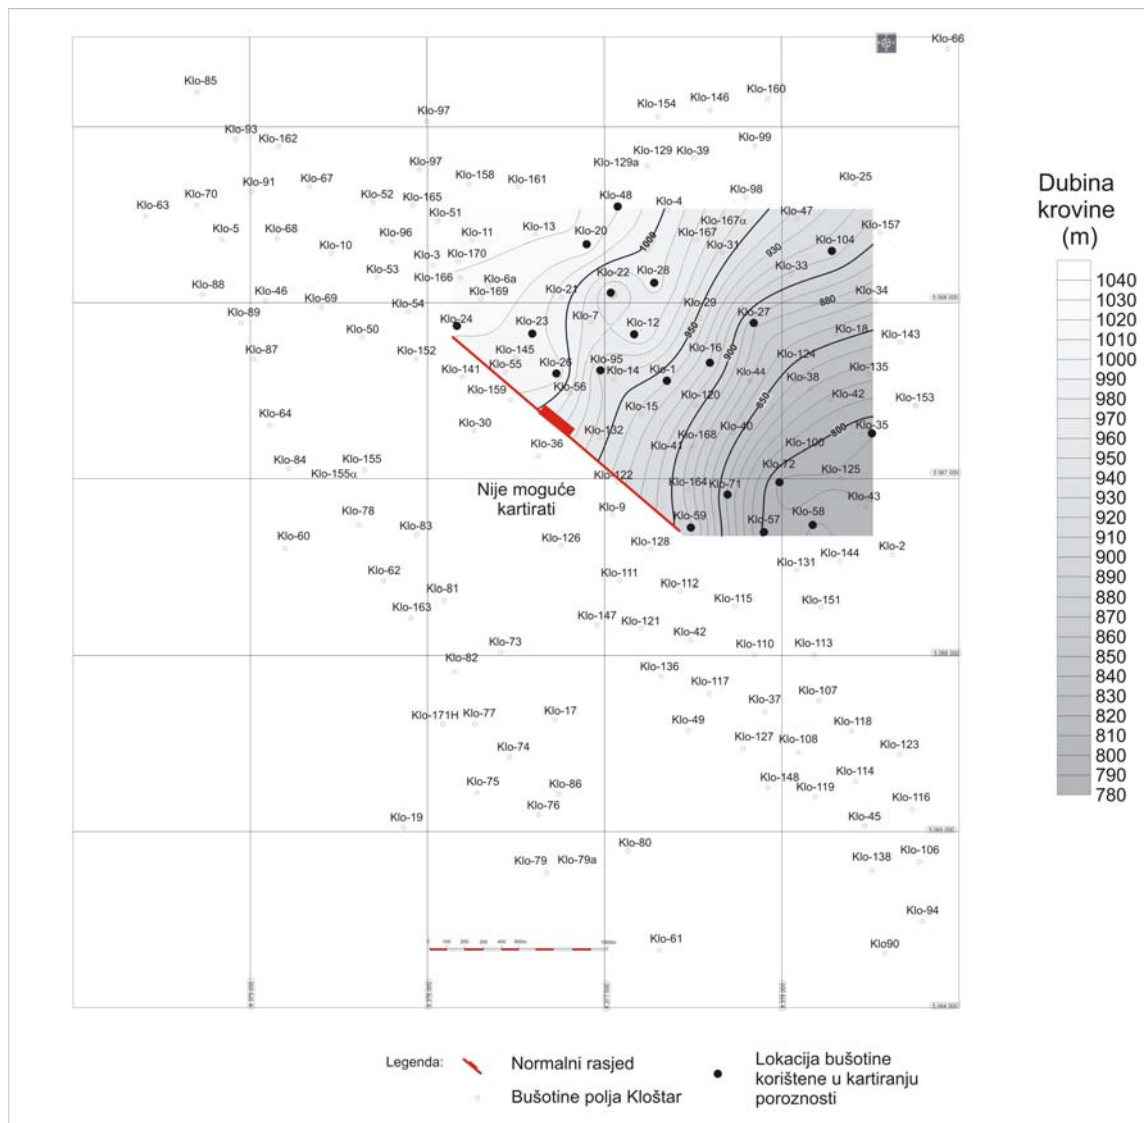 Klo-66
Klo-85
Klo-160
Klo-146
Klo-154
Klo-97
Klo-93
Klo-162
Klo-99
Klo-129
Klo-39
Klo-129a
Klo-97
Klo-158
Klo-161
Klo-25
Klo-91
Klo-67
Klo-70
Klo-63
Klo-52
Klo-165
Klo-48
Klo-4
Klo-98
Klo-51
Klo-47
Klo-167α
Klo-5
Klo-68
Klo-10
Klo-96
Klo-11
Klo-13
Klo-20
1000
Klo-167
Klo-31
930
Klo-104
Klo-157
Klo-3
Klo-170
Klo-53
Klo-166
Klo-6a
Klo-169
Klo-22
Klo-28
Klo-33
Klo-88
Klo-46
Klo-69
Klo-54
Klo-21
Klo-29
880
Klo-34
Klo-89
Klo-50
Klo-24
Klo-23
Klo-7
Klo-12
950
Klo-27
Klo-18
Klo-143
Klo-87
Klo-152
Klo-145
Klo-55
Klo-26
Klo-95
Klo-14
Klo-1
Klo-16
900
Klo-124
Klo-135
Klo-141
Klo-44
Klo-38
Klo-159
Klo-56
Klo-120
850
Klo-42
Klo-153
Klo-64
Klo-30
Klo-15
Klo-132
Klo-168
Klo-40
800
Klo-35
Klo-36
Klo-41
Klo-100
Klo-84
Klo-155
Klo-155α
Klo-122
Klo-72
Klo-125
Nije moguće
kartirati
Klo-164
Klo-71
Klo-43
Klo-78
Klo-83
Klo-9
Klo-59
Klo-57
Klo-58
Klo-60
Klo-126
Klo-128
Klo-2
Klo-144
Klo-131
Klo-62
Klo-81
Klo-111
Klo-112
Klo-163
Klo-115
Klo-151
Klo-147
Klo-121
Klo-42
Klo-73
Klo-110
Klo-113
Klo-82
Klo-136
Klo-117
Klo-37
Klo-107
Klo-171H
Klo-77
Klo-17
Klo-49
Klo-118
Klo-74
Klo-127
Klo-108
Klo-123
Klo-75
Klo-86
Klo-148
Klo-114
Klo-76
Klo-119
Klo-116
Klo-19
Klo-45
Klo-80
Klo-79
Klo-79a
Klo-138
Klo-106
Klo-94
Klo-61
Klo90
Dubina
krovine
(m)
1040
1030
1020
1010
1000
990
980
970
960
950
940
930
920
910
900
890
880
870
860
850
840
830
820
810
800
790
780
Legenda:
Normalni rasjed
Bušotine polja Kloštar
Lokacija bušotine
korištene u kartiranju
poroznosti